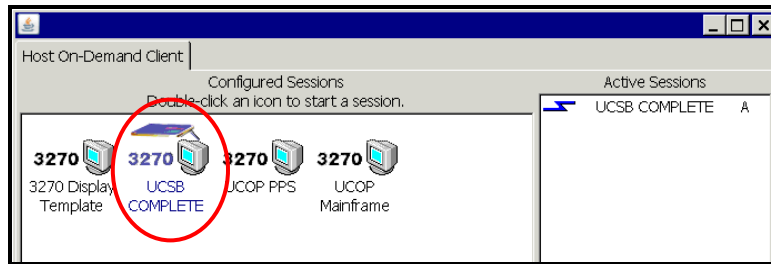 Host On-Demand Client
Configured Sessions
Double-click an icon to start a session.
3270
3270 Display
Template
3270
UCSB
COMPLETE
3270
UCOP PPS
3270
UCOP
Mainframe
Active Sessions
UCSB COMPLETE A